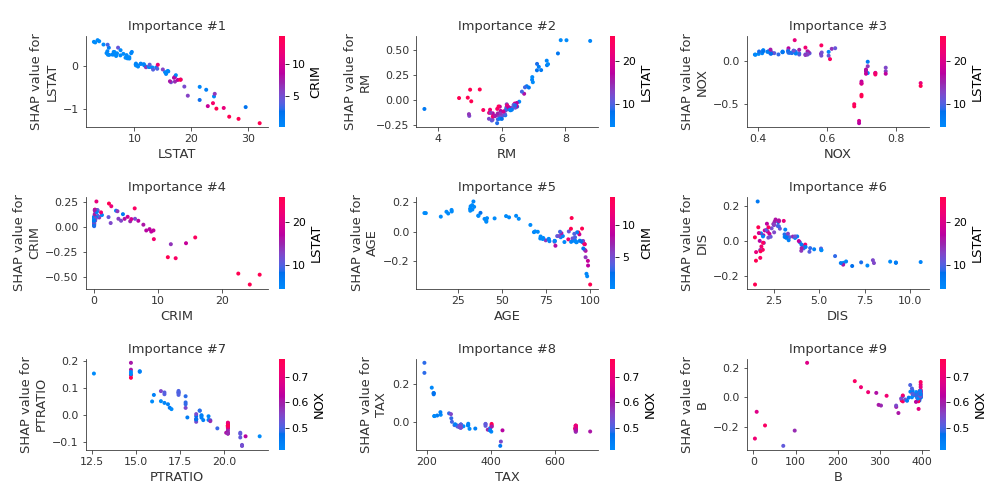 Importance #1
SHAP value for
LSTAT
0
−1
10
20
30
LSTAT
10
5
CRIM
Importance #2
SHAP value for
RM
0.50
0.25
0.00
−0.25
4
6
8
RM
20
10
LSTAT
Importance #3
SHAP value for
NOX
0.0
−0.5
0.4
0.6
0.8
NOX
20
10
LSTAT
Importance #4
SHAP value for
CRIM
0.25
0.00
−0.25
−0.50
0
10
20
CRIM
20
10
LSTAT
Importance #5
SHAP value for
AGE
0.2
0.0
−0.2
25
50
75
100
AGE
10
5
CRIM
Importance #6
SHAP value for
DIS
0.2
0.0
−0.2
2.5
5.0
7.5
10.0
DIS
20
10
LSTAT
Importance #7
SHAP value for
PTRATIO
0.2
0.1
0.0
−0.1
12.5
15.0
17.5
20.0
PTRATIO
0.7
0.6
0.5
NOX
Importance #8
SHAP value for
TAX
0.2
0.0
200
400
600
TAX
0.7
0.6
0.5
NOX
Importance #9
SHAP value for
B
0.2
0.0
−0.2
0
100
200
300
400
B
0.7
0.6
0.5
NOX